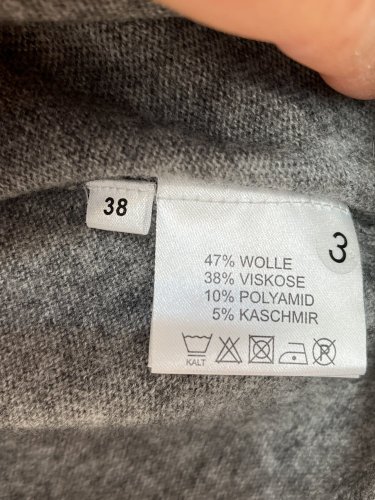 38
3
47% WOLLE
38% VISKOSE
10% POLYAMID
5% KASCHMIR
KALT
P